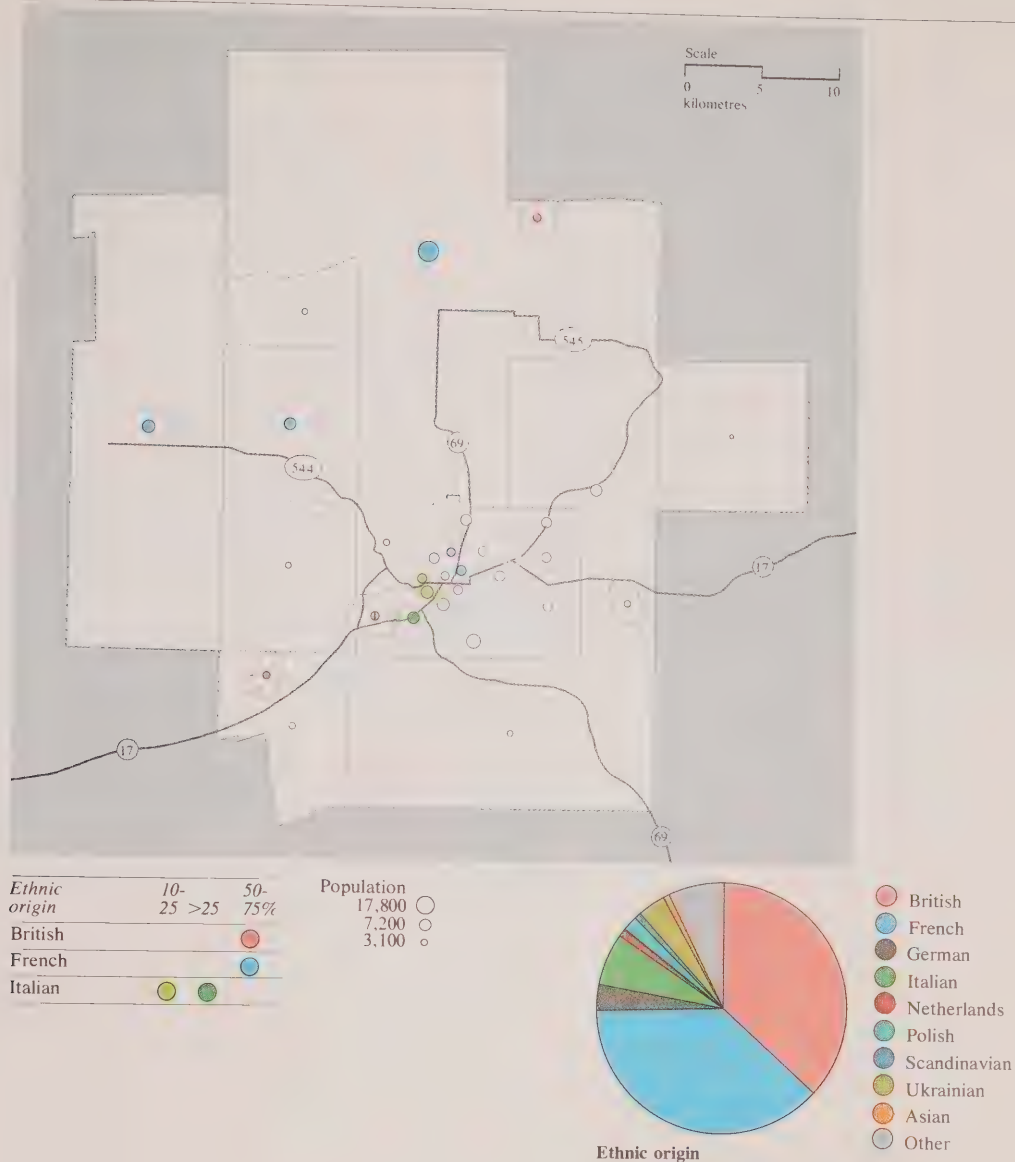 Scale
0 5 10
kilometres
545
69
544
17
17
69
Ethnic 10- 50-
origin 25 >25 75%
British
French
Italian
Population
17,800
7,200
3,100
British
French
German
Italian
Netherlands
Polish
Scandinavian
Ukrainian
Asian
Other
Ethnic origin